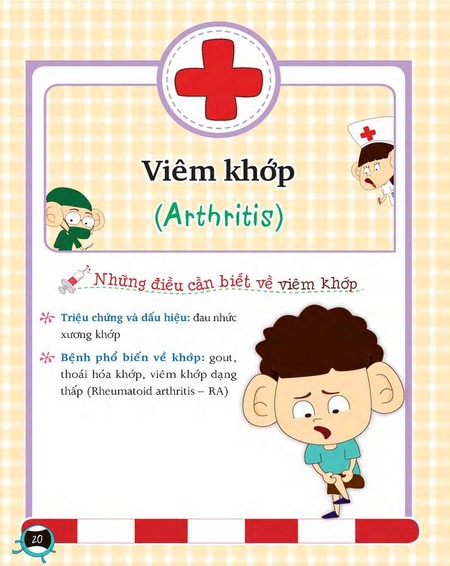 Viêm khớp
(Arthritis)
Những điều cần biết về viêm khớp
Triệu chứng và dấu hiệu: đau nhức
xương khớp
Bệnh phổ biến về khớp: gout,
thoái hóa khớp, viêm khớp dạng
thấp (Rheumatoid arthritis – RA)
20